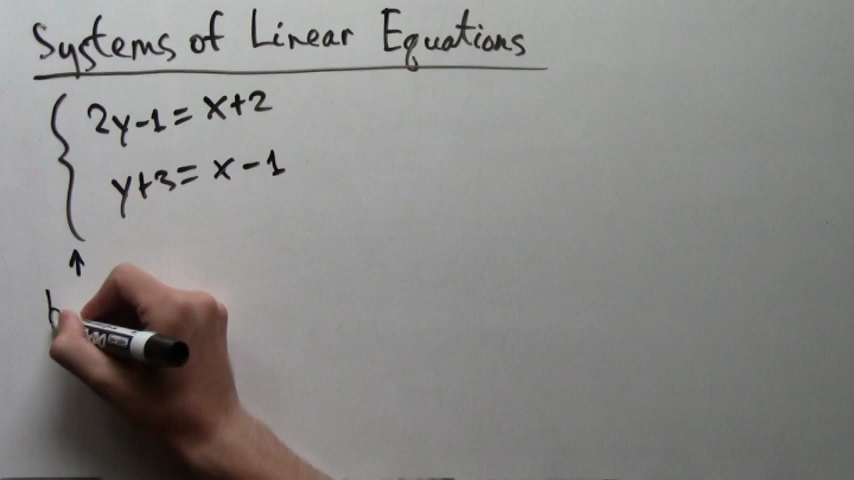 Systems of Linear Equations
2y-1=x+2
y+3=x-1